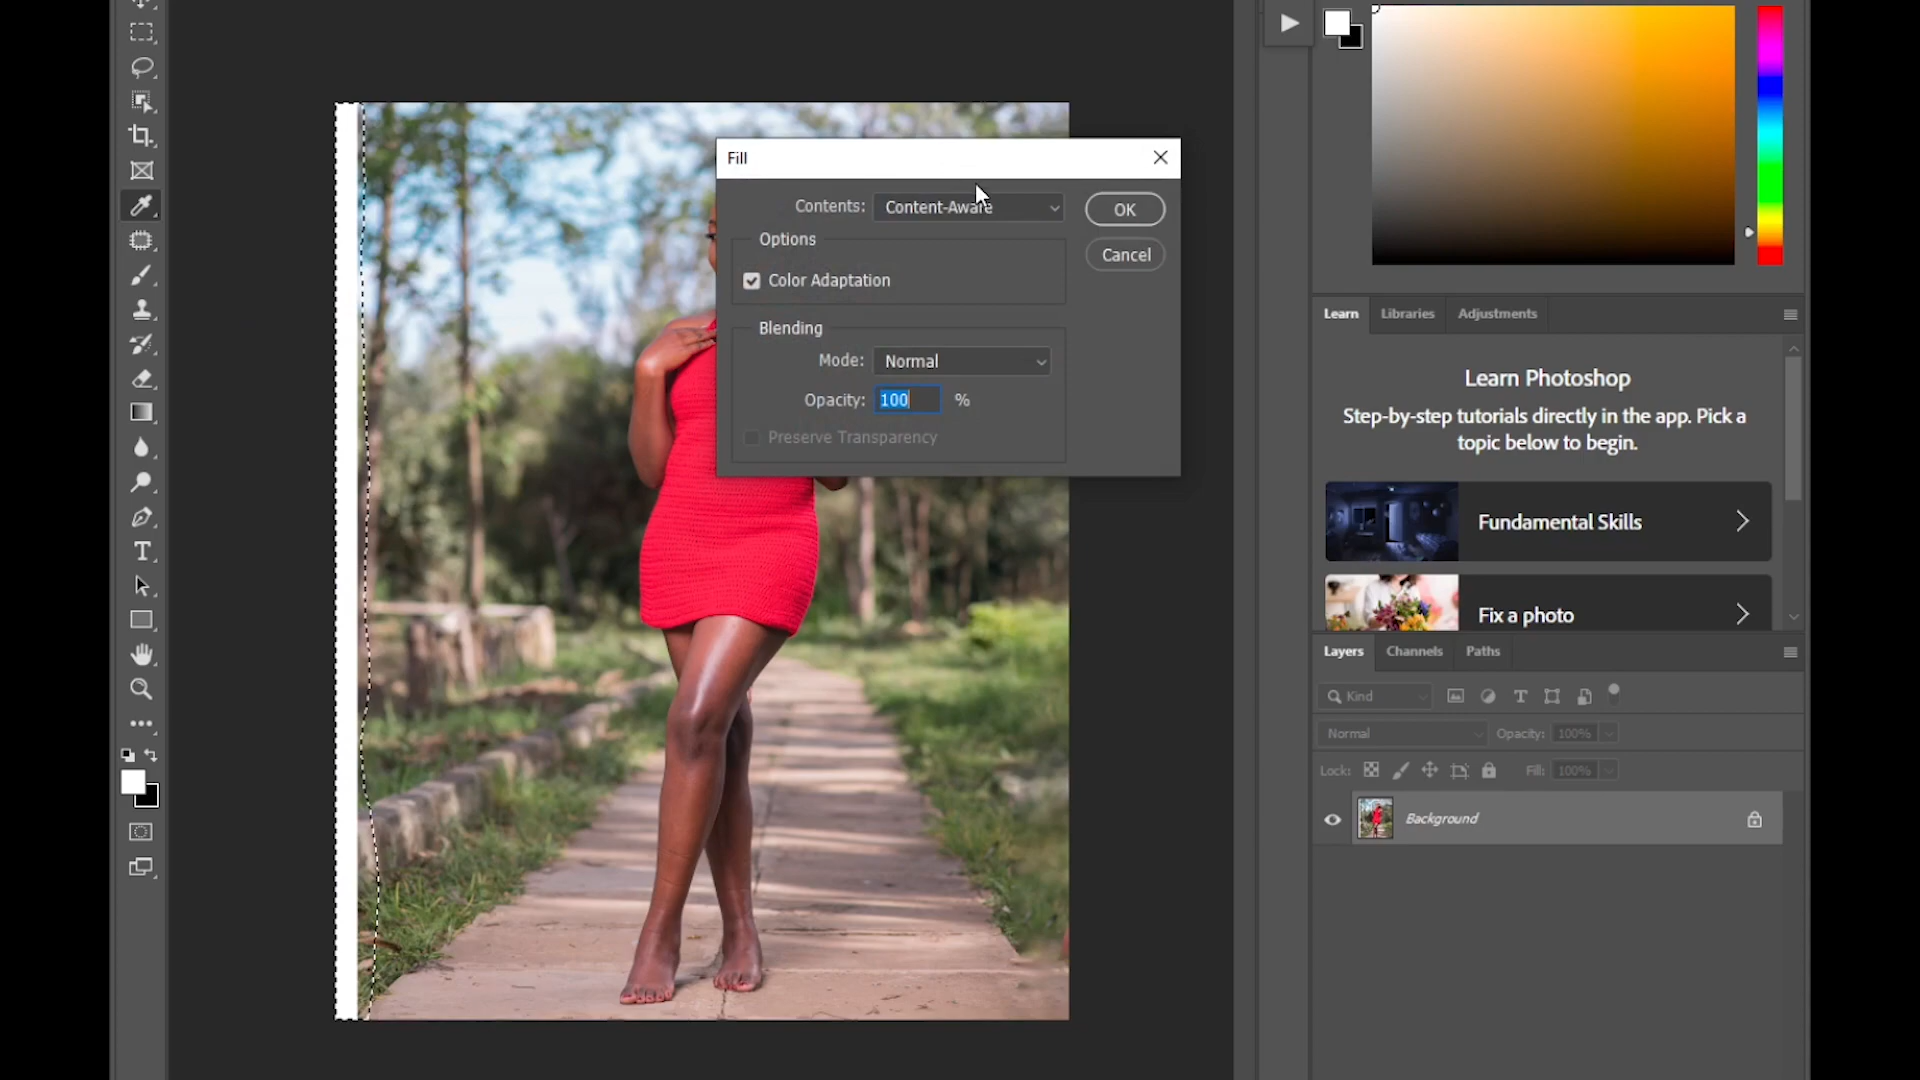 Fill
Contents: Content-Aware
OK
Options
Cancel
Color Adaptation
Blending
Mode: Normal
Opacity: 100 %
Preserve Transparency
T
Learn Libraries Adjustments
Learn Photoshop
Step-by-step tutorials directly in the app. Pick a
topic below to begin.
Fundamental Skills
Fix a photo
Layers Channels Paths
Kind T
Normal Opacity: 100%
Lock: Fill: 100%
Background